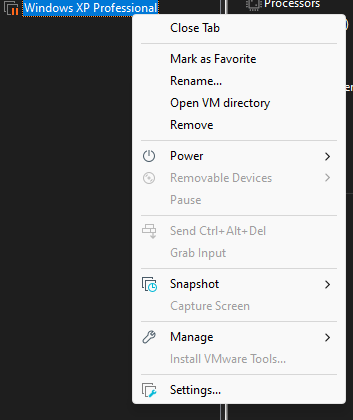 Windows XP Professional
Processors
Close Tab
Mark as Favorite
Rename...
Open VM directory
Remove
Power
Removable Devices
Pause
Send Ctrl+Alt+Del
Grab Input
Snapshot
Capture Screen
Manage
Install VMware Tools...
Settings...